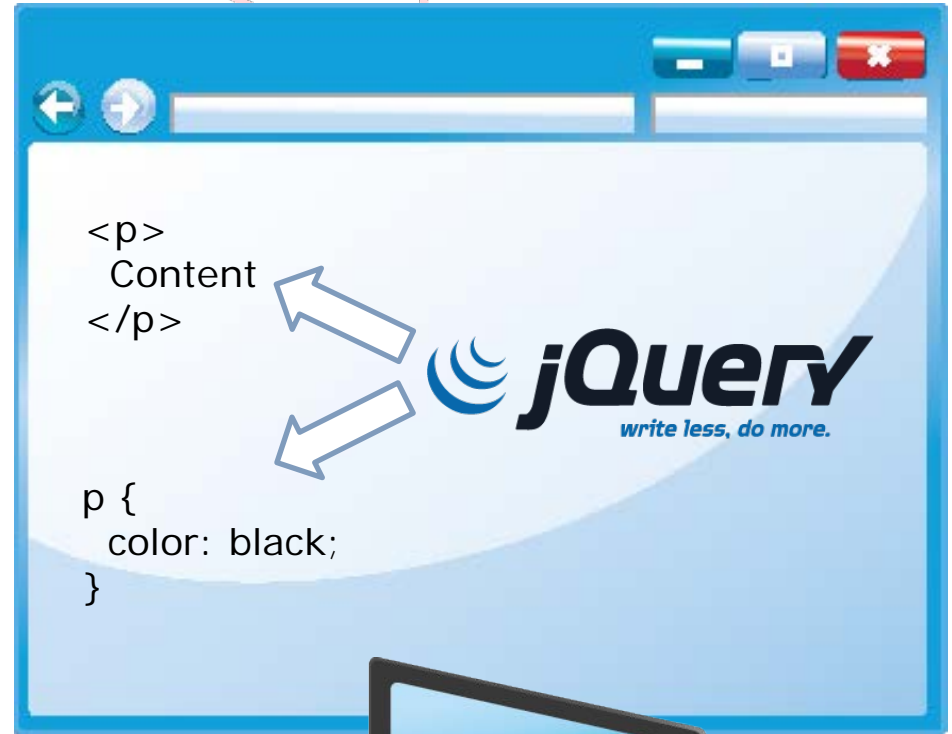 <p>
Content
</p>
jQuery
write less, do more.
p {
color: black;
}